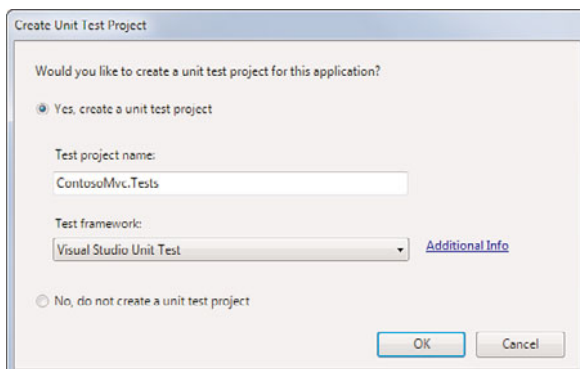 Create Unit Test Project
Would you like to create a unit test project for this application?
Yes, create a unit test project
Test project name:
ContosoMvc.Tests
Test framework:
Visual Studio Unit Test
Additional Info
No, do not create a unit test project
OK
Cancel